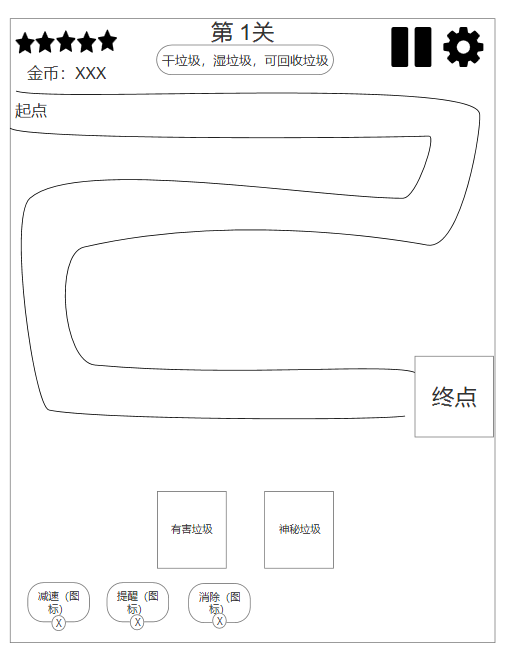 第 1关
干垃圾，湿垃圾，可回收垃圾
金币：XXX
起点
终点
有害垃圾
神秘垃圾
减速（图
标）
X
提醒（图
标）
X
消除（图
标）
X